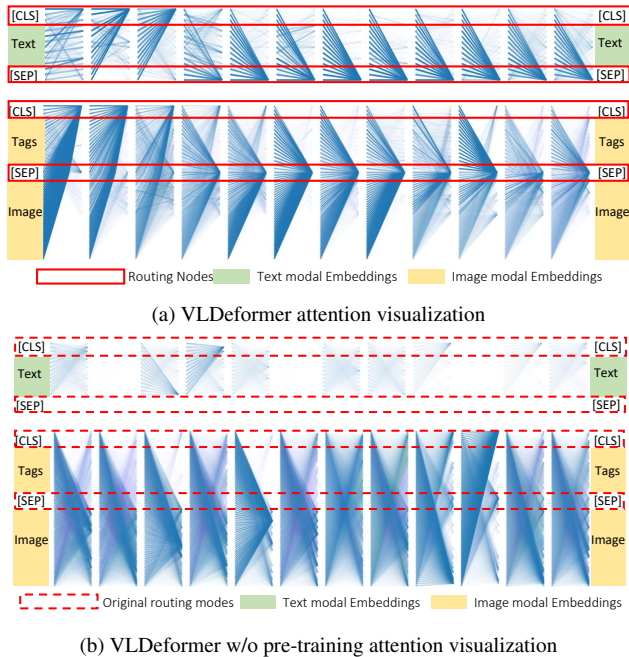 [CLS] [CLS]
Text Text
[SEP] [SEP]
[CLS] [CLS]
Tags Tags
[SEP] [SEP]
Image Image
Routing Nodes Text modal Embeddings Image modal Embeddings
(a) VLDeformer attention visualization
[CLS] [CLS]
Text Text
[SEP] [SEP]
[CLS] [CLS]
Tags Tags
[SEP] [SEP]
Image Image
Original routing modes Text modal Embeddings Image modal Embeddings
(b) VLDeformer w/o pre-training attention visualization